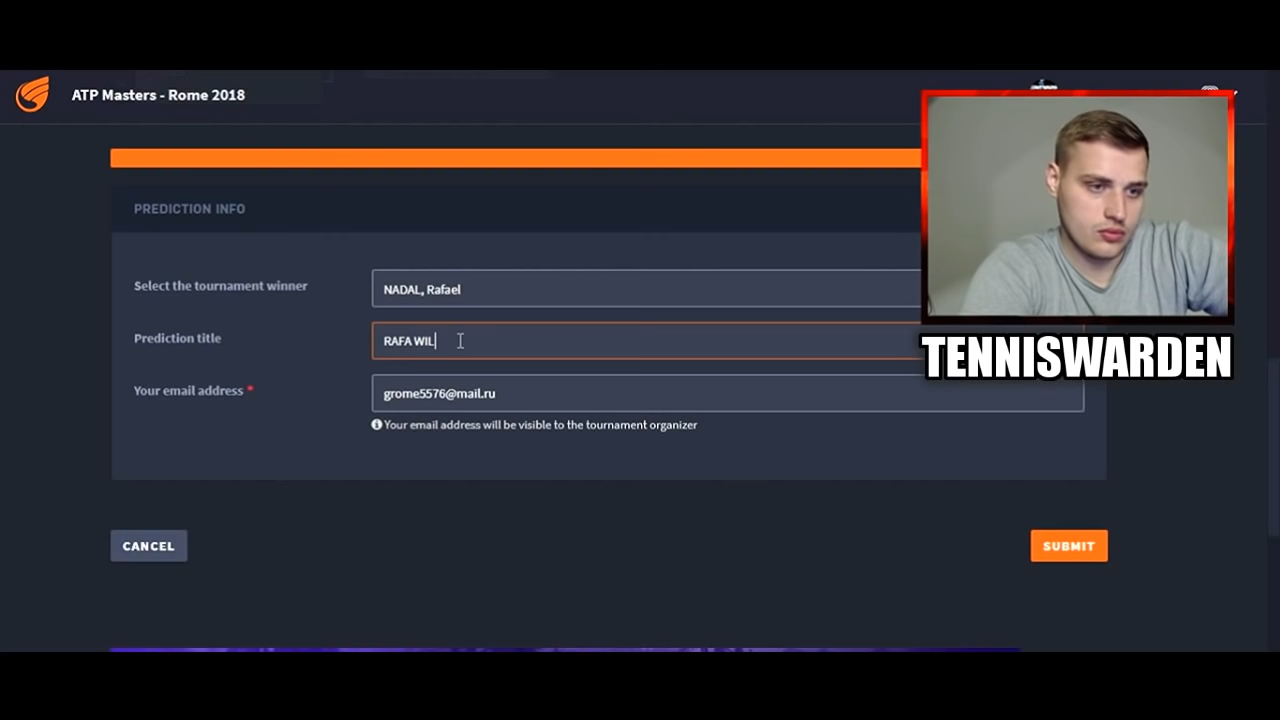 ATP Masters - Rome 2018
PREDICTION INFO
Select the tournament winner
NADAL, Rafael
Prediction title
RAFA WIL
Your email address *
grome5576@mail.ru
Your email address will be visible to the tournament organizer
TENNISWARDEN
CANCEL
SUBMIT